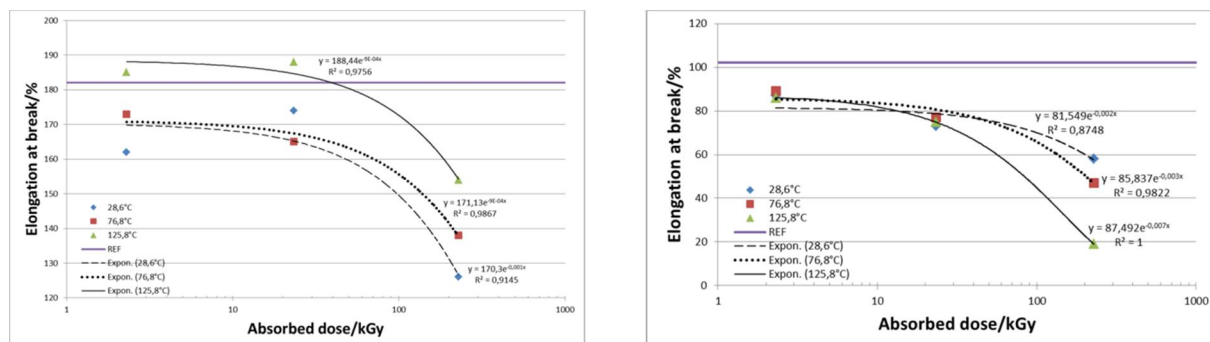 200
190
180
170
160
150
140
130
120
Elongation at break/%
y = 188,44e^-9E-04x
R² = 0,9756
y = 171,13e^-9E-04x
R² = 0,9867
y = 170,3e^-0,001x
R² = 0,9145
28,6°C
76,8°C
125,8°C
REF
Expon. (28,6°C)
Expon. (76,8°C)
Expon. (125,8°C)
1 10 100 1000
Absorbed dose/kGy
120
100
80
60
40
20
0
Elongation at break/%
y = 81,549e^-0,002x
R² = 0,8748
y = 85,837e^-0,003x
R² = 0,9822
y = 87,492e^-0,007x
R² = 1
28,6°C
76,8°C
125,8°C
REF
Expon. (28,6°C)
Expon. (76,8°C)
Expon. (125,8°C)
1 10 100 1000
Absorbed dose/kGy